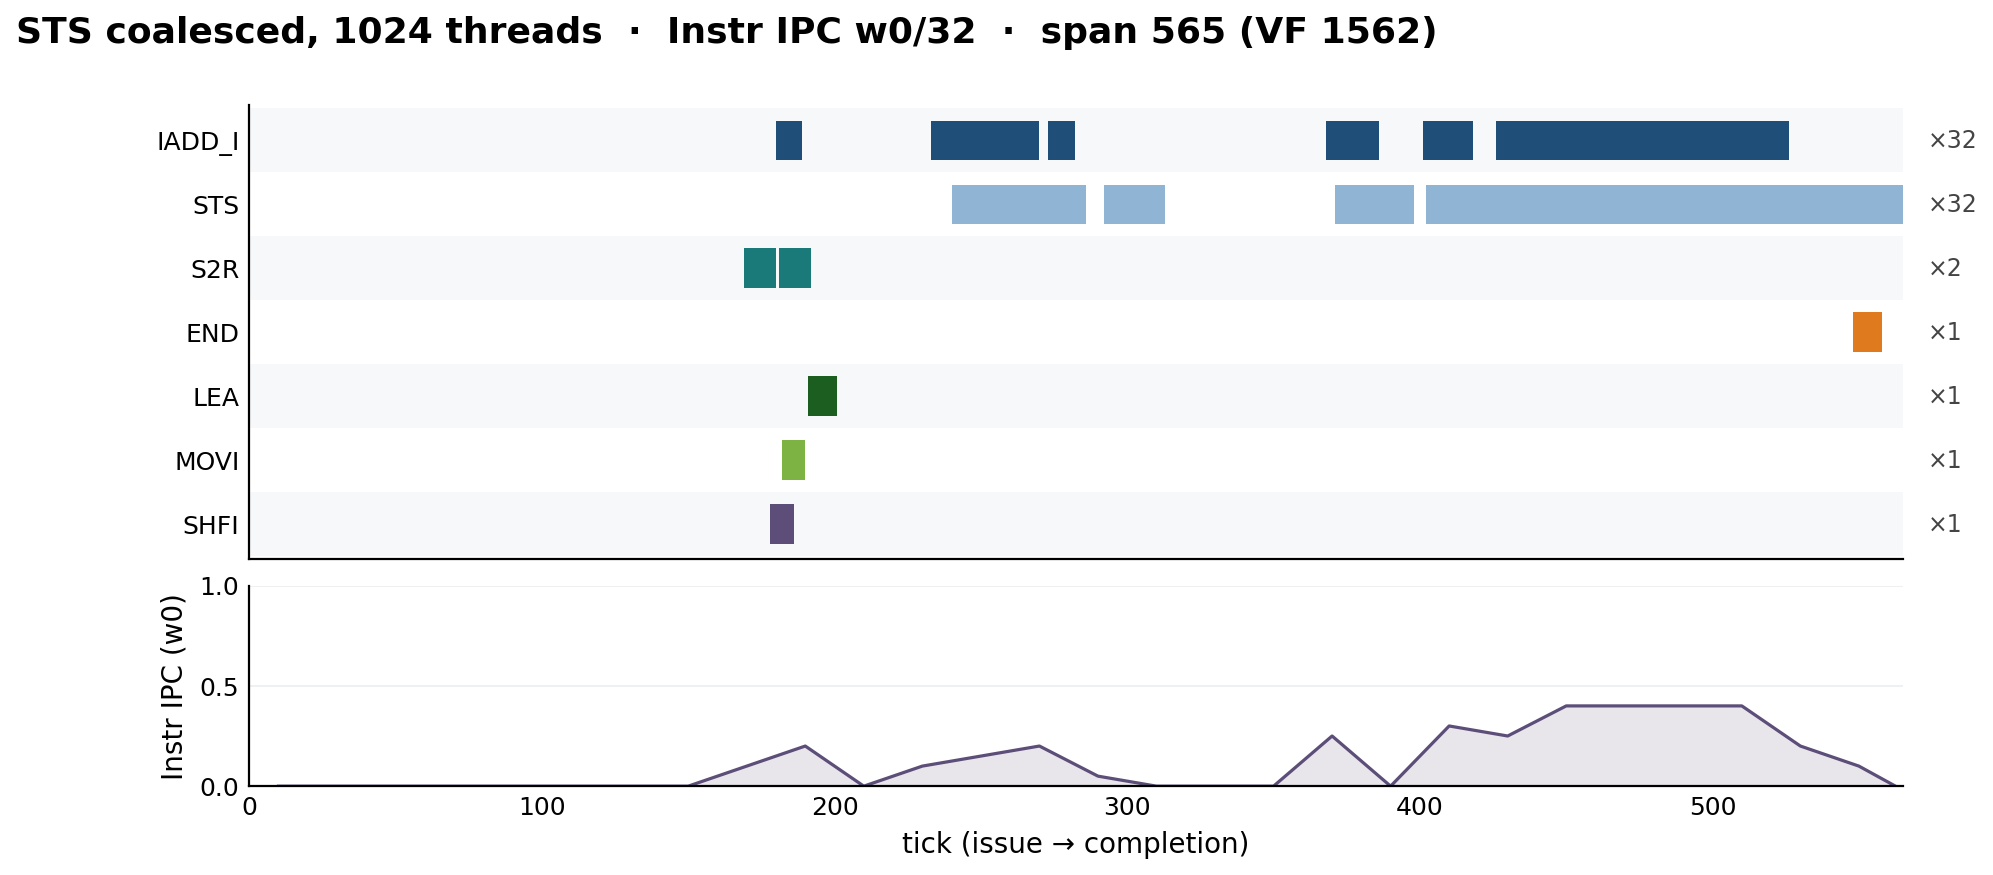 STS coalesced, 1024 threads · Instr IPC w0/32 · span 565 (VF 1562)
IADD_I ×32
STS ×32
S2R ×2
END ×1
LEA ×1
MOVI ×1
SHFI ×1
Instr IPC (w0)
1.0
0.5
0.0
0 100 200 300 400 500
tick (issue → completion)